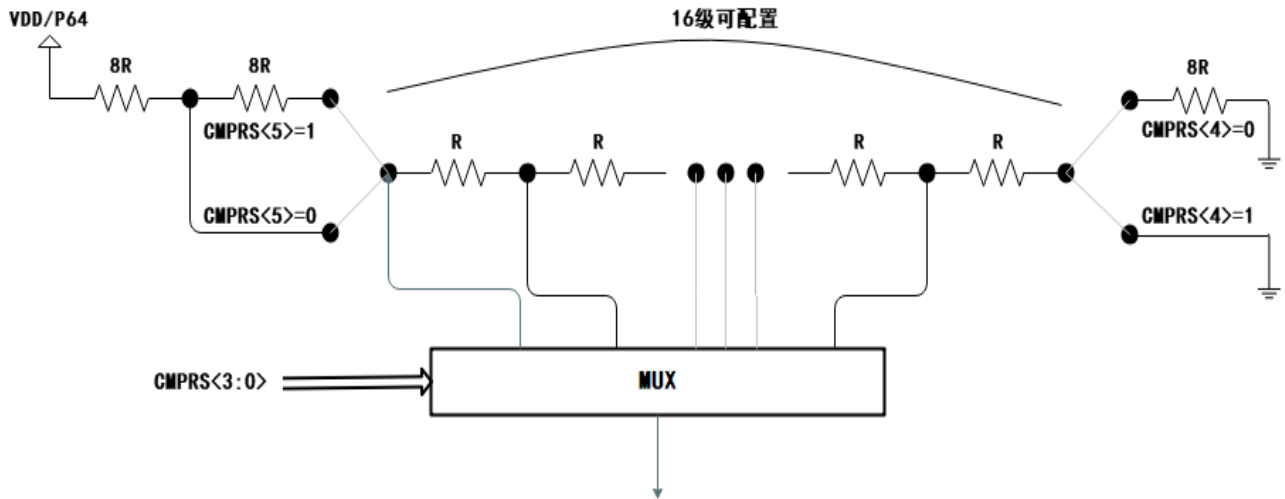 VDD/P64
16级可配置
8R
8R
8R
CMPRS<5>=1
CMPRS<4>=0
R
R
R
R
CMPRS<5>=0
CMPRS<4>=1
CMPRS<3:0>
MUX